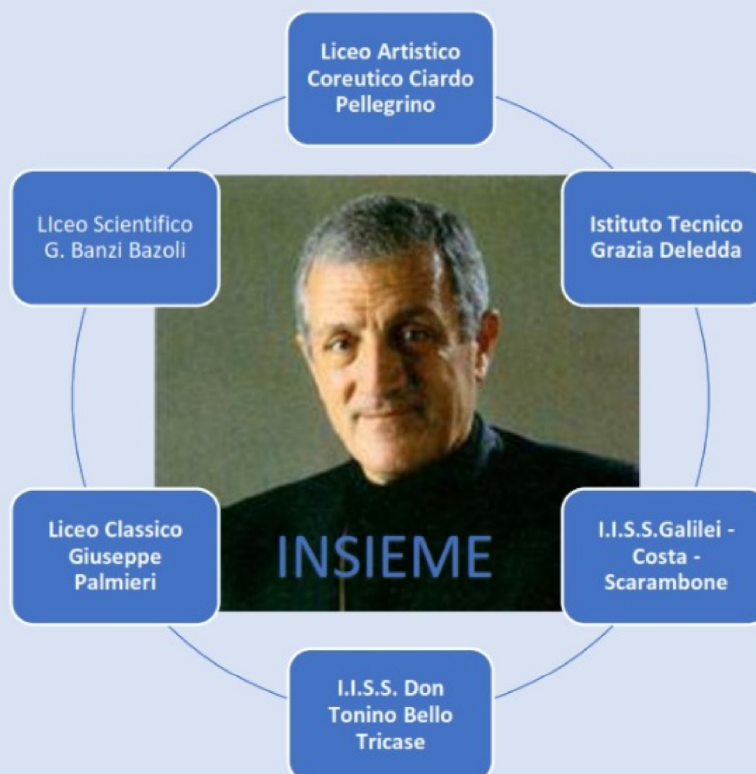 Liceo Artistico
Coreutico Ciardo
Pellegrino
LIceo Scientifico
G. Banzi Bazoli
Istituto Tecnico
Grazia Deledda
Liceo Classico
Giuseppe
Palmieri
INSIEME
I.I.S.S.Galilei -
Costa -
Scarambone
I.I.S.S. Don
Tonino Bello
Tricase